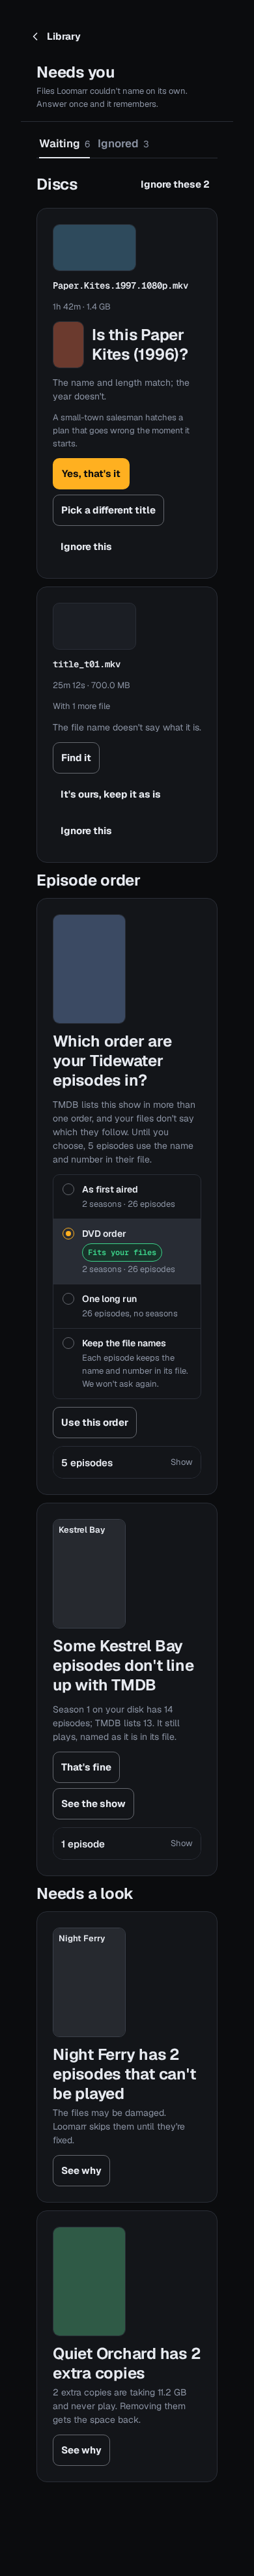 Library
Needs you
Files Loomarr couldn't name on its own.
Answer once and it remembers.
Waiting 6 Ignored 3
Discs
Ignore these 2
Paper.Kites.1997.1080p.mkv
1h 42m · 1.4 GB
Is this Paper
Kites (1996)?
The name and length match; the
year doesn't.
A small-town salesman hatches a
plan that goes wrong the moment it
starts.
Yes, that's it
Pick a different title
Ignore this
title_t01.mkv
25m 12s · 700.0 MB
With 1 more file
The file name doesn't say what it is.
Find it
It's ours, keep it as is
Ignore this
Episode order
Which order are
your Tidewater
episodes in?
TMDB lists this show in more than
one order, and your files don't say
which they follow. Until you
choose, 5 episodes use the name
and number in their file.
As first aired
2 seasons · 26 episodes
DVD order
Fits your files
2 seasons · 26 episodes
One long run
26 episodes, no seasons
Keep the file names
Each episode keeps the
name and number in its file.
We won't ask again.
Use this order
5 episodes Show
Kestrel Bay
Some Kestrel Bay
episodes don't line
up with TMDB
Season 1 on your disk has 14
episodes; TMDB lists 13. It still
plays, named as it is in its file.
That's fine
See the show
1 episode Show
Needs a look
Night Ferry
Night Ferry has 2
episodes that can't
be played
The files may be damaged.
Loomarr skips them until they're
fixed.
See why
Quiet Orchard has 2
extra copies
2 extra copies are taking 11.2 GB
and never play. Removing them
gets the space back.
See why